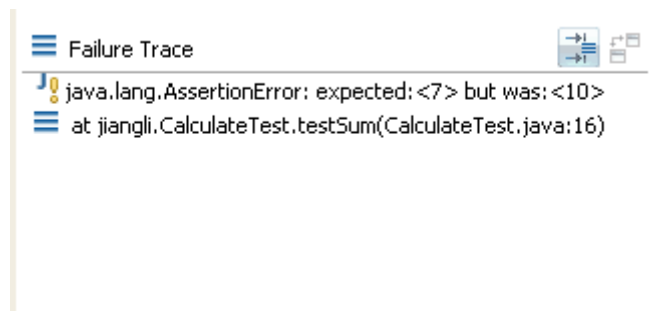 Failure Trace
java.lang.AssertionError: expected:<7> but was:<10>
at jiangli.CalculateTest.testSum(CalculateTest.java:16)